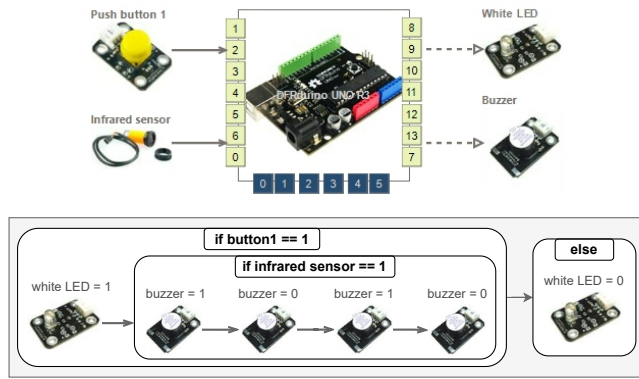 Push button 1
White LED
1
2
3
4
5
6
0
8
9
10
11
12
13
7
DFRduino UNO R3
Infrared sensor
Buzzer
0 1 2 3 4 5
if button1 == 1
else
if infrared sensor == 1
white LED = 1
buzzer = 1
buzzer = 0
buzzer = 1
buzzer = 0
white LED = 0